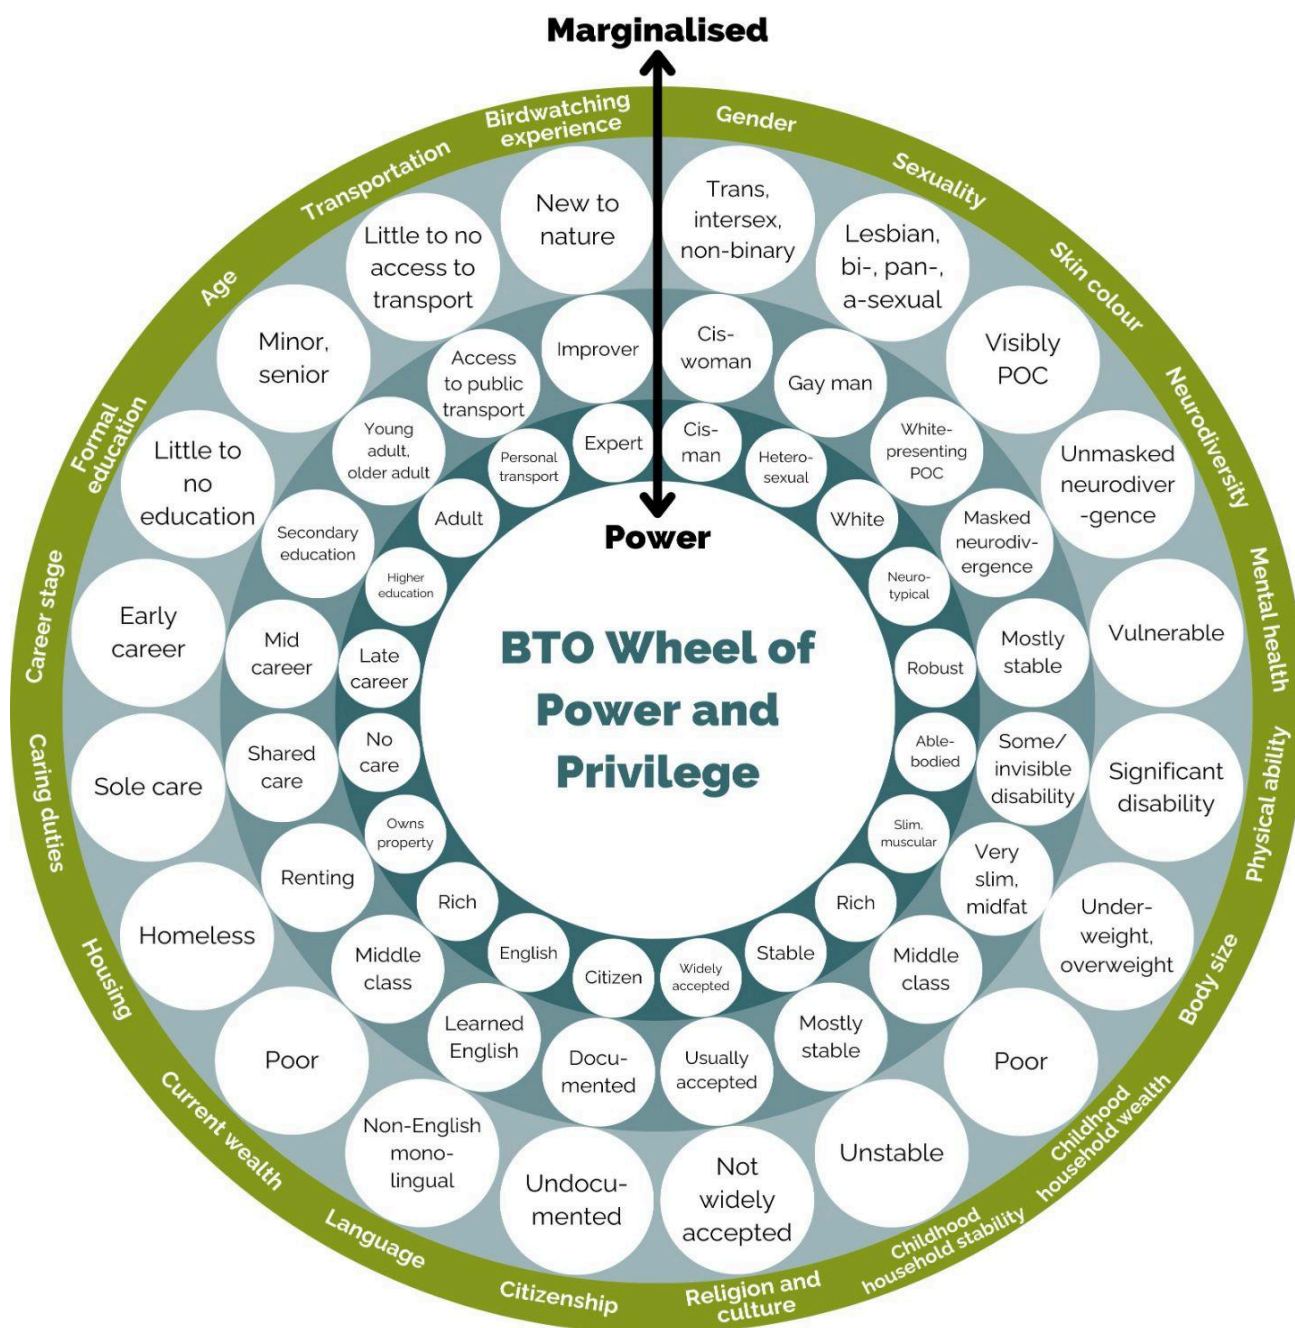 Marginalised
Power
BTO Wheel of
Power and
Privilege
Gender
Trans,
intersex,
non-binary
Cis-
woman
Cis-
man
Sexuality
Lesbian,
bi-, pan-,
a-sexual
Gay man
Hetero-
sexual
Skin colour
Visibly
POC
White-
presenting
POC
White
Neurodiversity
Unmasked
neurodiver
-gence
Masked
neurodiv-
ergence
Neuro-
typical
Mental health
Vulnerable
Mostly
stable
Robust
Physical ability
Significant
disability
Some/
invisible
disability
Able-
bodied
Body size
Under-
weight,
overweight
Very
slim,
midfat
Slim,
muscular
Childhood
household wealth
Poor
Middle
class
Rich
Childhood
household stability
Unstable
Mostly
stable
Stable
Religion and
culture
Not
widely
accepted
Usually
accepted
Widely
accepted
Citizenship
Undocu-
mented
Docu-
mented
Citizen
Language
Non-English
mono-
lingual
Learned
English
English
Current wealth
Poor
Middle
class
Rich
Housing
Homeless
Renting
Owns
property
Caring duties
Sole care
Shared
care
No
care
Career stage
Early
career
Mid
career
Late
career
Formal
education
Little to
no
education
Secondary
education
Higher
education
Age
Minor,
senior
Young
adult,
older adult
Adult
Transportation
Little to no
access to
transport
Access
to public
transport
Personal
transport
Birdwatching
experience
New to
nature
Improver
Expert